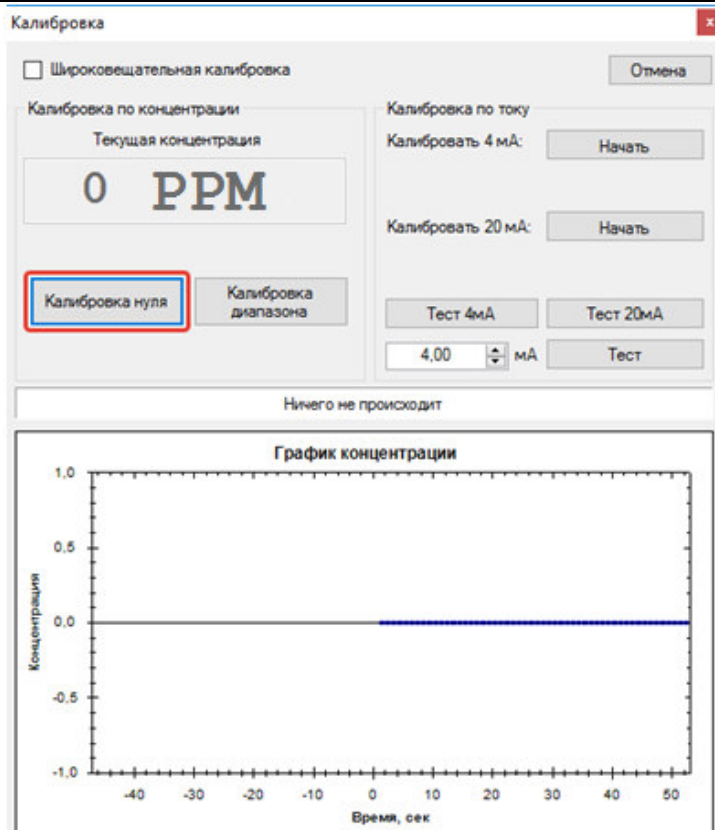 Калибровка
x
Широковещательная калибровка
Отмена
Калибровка по концентрации
Текущая концентрация
0 PPM
Калибровка нуля
Калибровка
диапазона
Калибровка по току
Калибровать 4 мА:
Начать
Калибровать 20 мА:
Начать
Тест 4мА
Тест 20мА
4,00
мА
Тест
Ничего не происходит
График концентрации
Концентрация
1,0
0,5
0,0
-0,5
-1,0
-40 -30 -20 -10 0 10 20 30 40 50
Время, сек